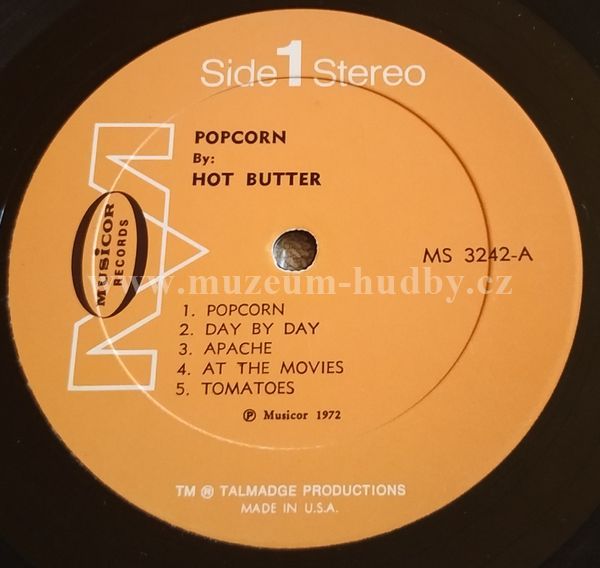 Side 1 Stereo
POPCORN
By:
HOT BUTTER
MUSICOR
RECORDS
MS 3242-A
www.muzeum-hudby.cz
1. POPCORN
2. DAY BY DAY
3. APACHE
4. AT THE MOVIES
5. TOMATOES
℗ Musicor 1972
TM ® TALMADGE PRODUCTIONS
MADE IN U.S.A.